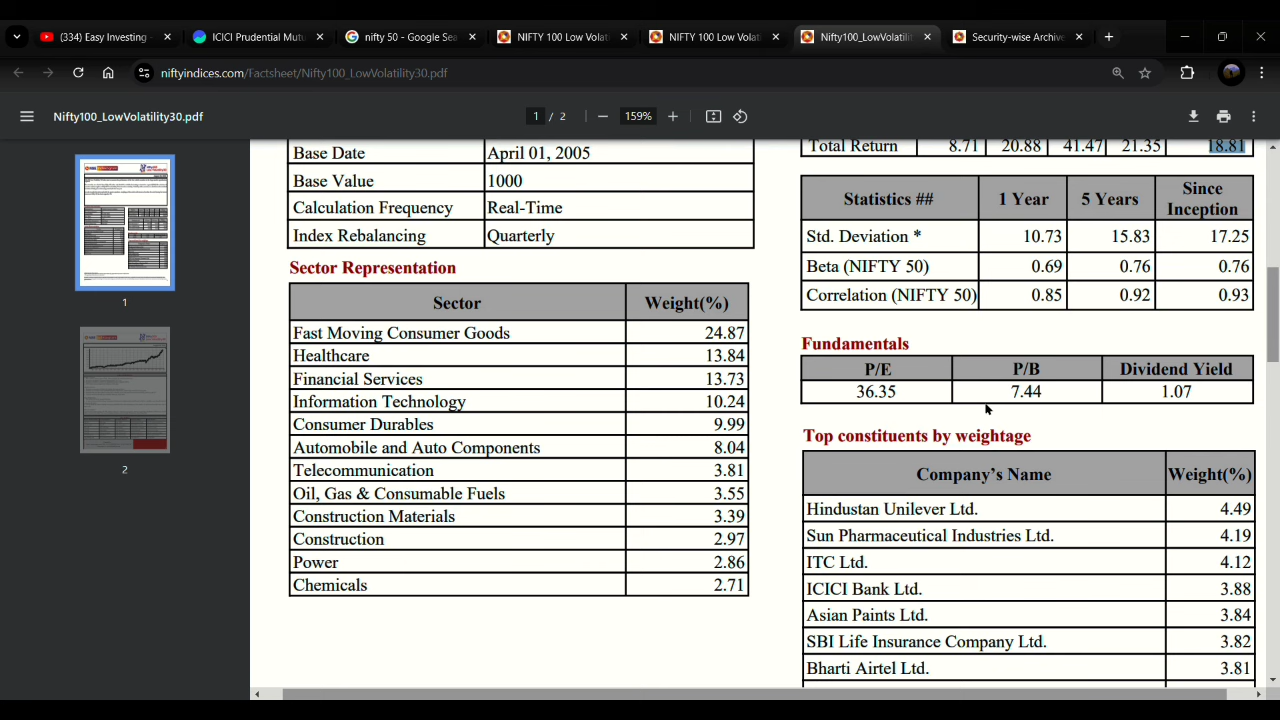 (334) Easy Investing
ICICI Prudential Mutu
nifty 50 - Google Sea
NIFTY 100 Low Volat
NIFTY 100 Low Volat
Nifty100_LowVolatilit
Security-wise Archive
niftyindices.com/Factsheet/Nifty100_LowVolatility30.pdf
Nifty100_LowVolatility30.pdf
1 / 2
159%
1
2
Base Date April 01, 2005
Base Value 1000
Calculation Frequency Real-Time
Index Rebalancing Quarterly
Sector Representation
Sector Weight(%)
Fast Moving Consumer Goods 24.87
Healthcare 13.84
Financial Services 13.73
Information Technology 10.24
Consumer Durables 9.99
Automobile and Auto Components 8.04
Telecommunication 3.81
Oil, Gas & Consumable Fuels 3.55
Construction Materials 3.39
Construction 2.97
Power 2.86
Chemicals 2.71
Total Return 8.71 20.88 41.47 21.35 18.81
Statistics ## 1 Year 5 Years Since Inception
Std. Deviation * 10.73 15.83 17.25
Beta (NIFTY 50) 0.69 0.76 0.76
Correlation (NIFTY 50) 0.85 0.92 0.93
Fundamentals
P/E P/B Dividend Yield
36.35 7.44 1.07
Top constituents by weightage
Company's Name Weight(%)
Hindustan Unilever Ltd. 4.49
Sun Pharmaceutical Industries Ltd. 4.19
ITC Ltd. 4.12
ICICI Bank Ltd. 3.88
Asian Paints Ltd. 3.84
SBI Life Insurance Company Ltd. 3.82
Bharti Airtel Ltd. 3.81